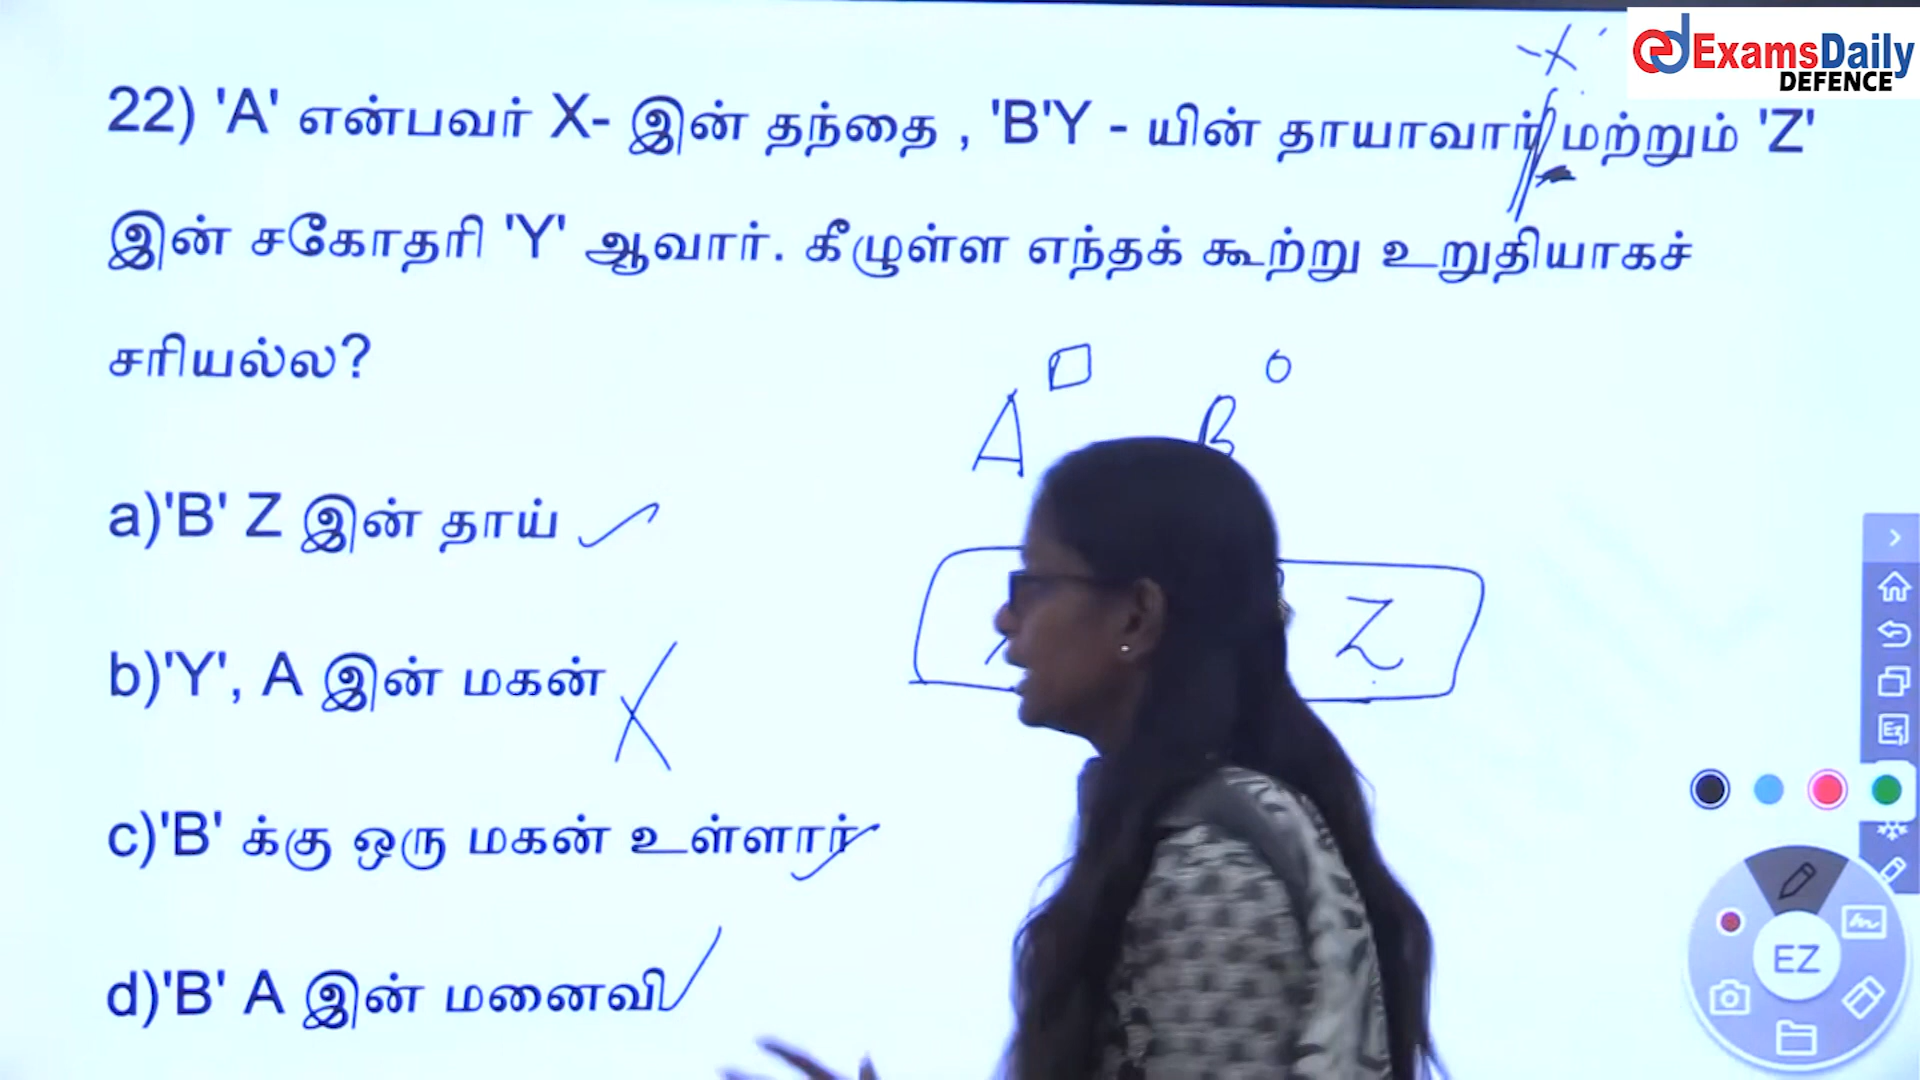 ExamsDaily
DEFENCE
-X
22) 'A' என்பவர் X- இன் தந்தை , 'B'Y - யின் தாயாவார் மற்றும் 'Z'
இன் சகோதரி 'Y' ஆவார். கீழுள்ள எந்தக் கூற்று உறுதியாகச்
சரியல்ல?
A B
a)'B' Z இன் தாய்
Z
b)'Y', A இன் மகன்
c)'B' க்கு ஒரு மகன் உள்ளார்
d)'B' A இன் மனைவி
EZ